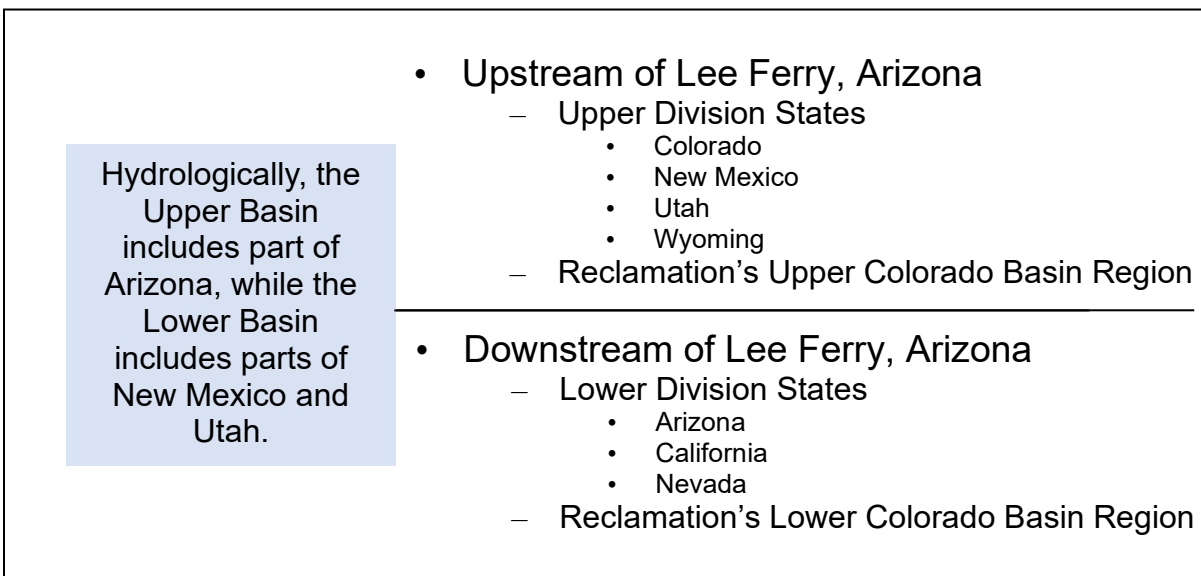 Hydrologically, the
Upper Basin
includes part of
Arizona, while the
Lower Basin
includes parts of
New Mexico and
Utah.
• Upstream of Lee Ferry, Arizona
– Upper Division States
• Colorado
• New Mexico
• Utah
• Wyoming
– Reclamation’s Upper Colorado Basin Region
• Downstream of Lee Ferry, Arizona
– Lower Division States
• Arizona
• California
• Nevada
– Reclamation’s Lower Colorado Basin Region